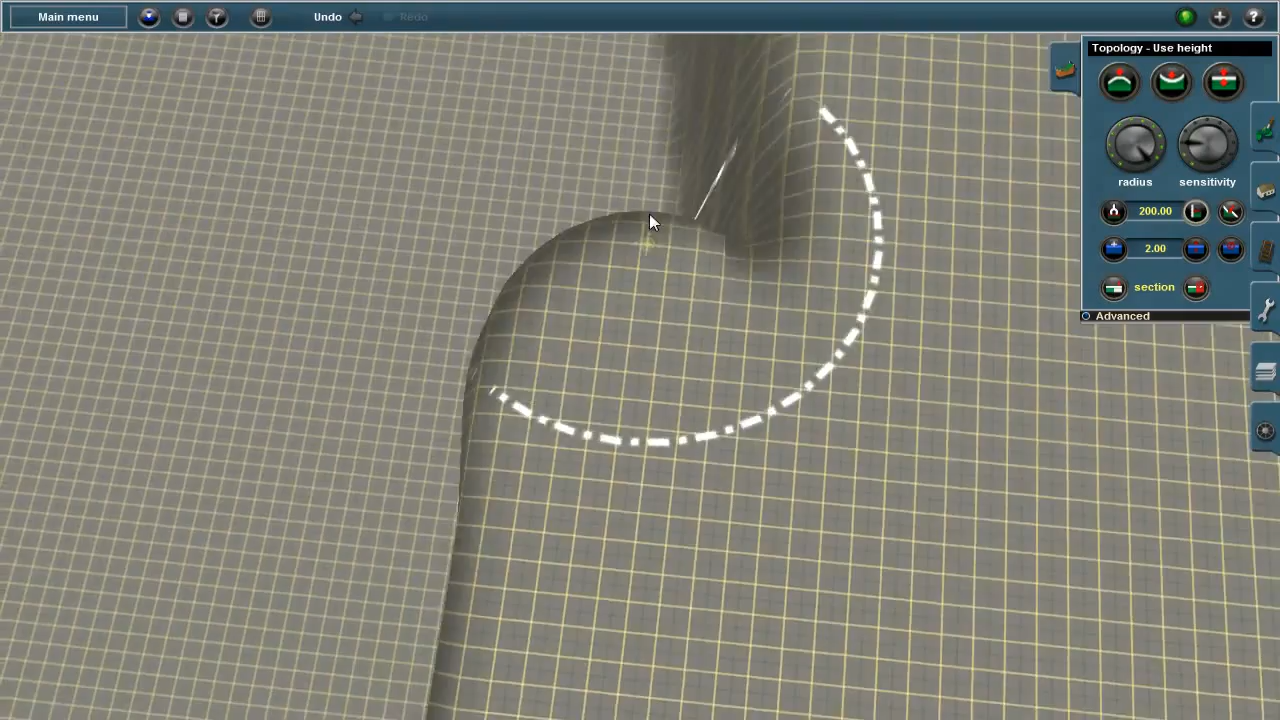 Main menu
Undo
Redo
?
Topology - Use height
radius sensitivity
200.00
2.00
section
Advanced